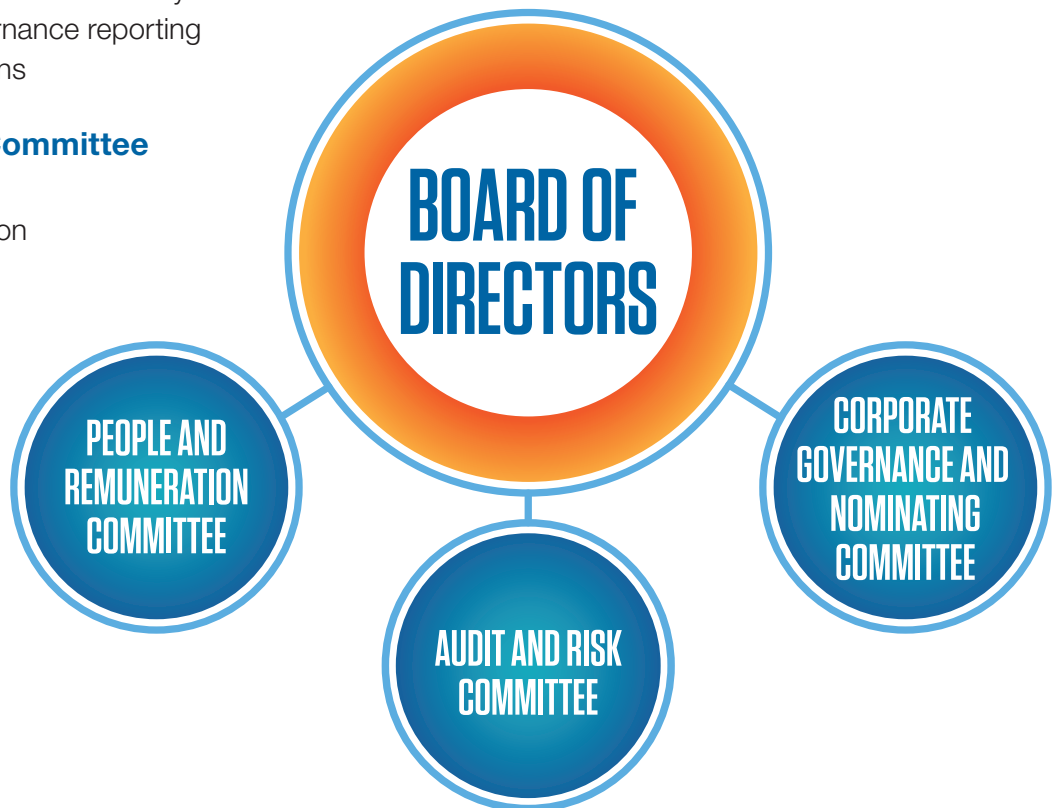 rnance reporting
ns
Committee
on
BOARD OF
DIRECTORS
PEOPLE AND
REMUNERATION
COMMITTEE
AUDIT AND RISK
COMMITTEE
CORPORATE
GOVERNANCE AND
NOMINATING
COMMITTEE